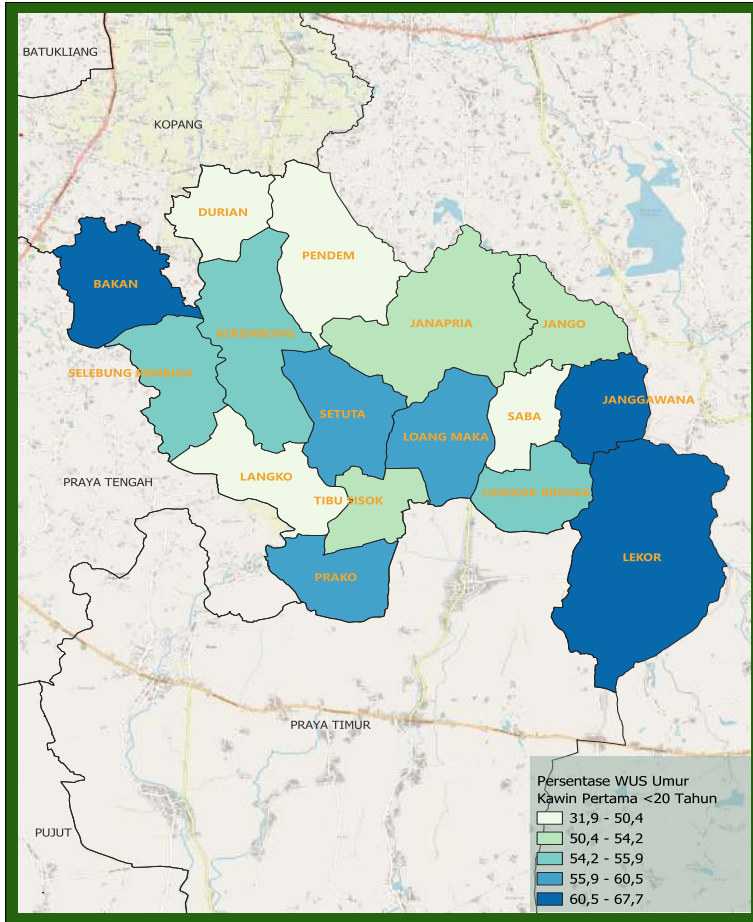 BATUKLIANG
KOPANG
DURIAN
PENDEM
BAKAN
JANAPRIA
JANGO
KEREMBONG
SELEBUNG REMBIGA
JANGGAWANA
SETUTA
SABA
LOANG MAKA
LANGKO
PRAYA TENGAH
TIBU SISOK
LINGKOK BRENGE
LEKOR
PRAKO
PRAYA TIMUR
PUJUT
Persentase WUS Umur
Kawin Pertama <20 Tahun
31,9 - 50,4
50,4 - 54,2
54,2 - 55,9
55,9 - 60,5
60,5 - 67,7